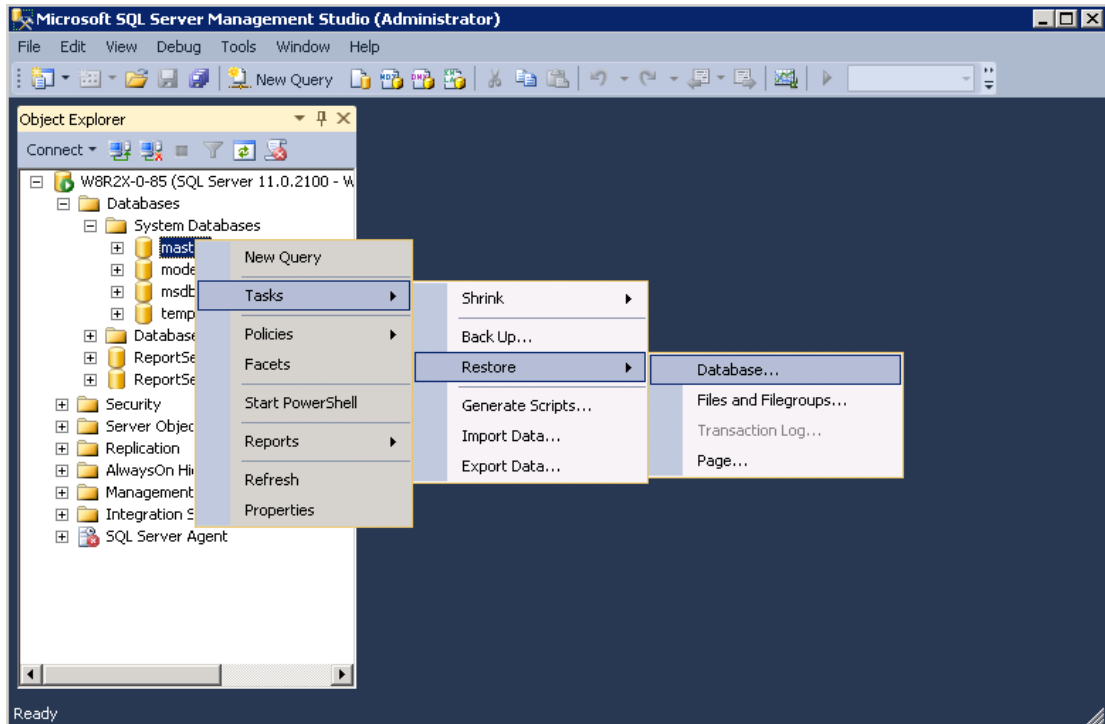 Microsoft SQL Server Management Studio (Administrator)
File Edit View Debug Tools Window Help
New Query
Object Explorer
Connect
W8R2X-0-85 (SQL Server 11.0.2100 - W
Databases
System Databases
mast
mode
msdb
temp
Database
ReportSe
ReportSe
Security
Server Objec
Replication
AlwaysOn Hi
Management
Integration S
SQL Server Agent
New Query
Tasks
Policies
Facets
Start PowerShell
Reports
Refresh
Properties
Shrink
Back Up...
Restore
Generate Scripts...
Import Data...
Export Data...
Database...
Files and Filegroups...
Transaction Log...
Page...
Ready